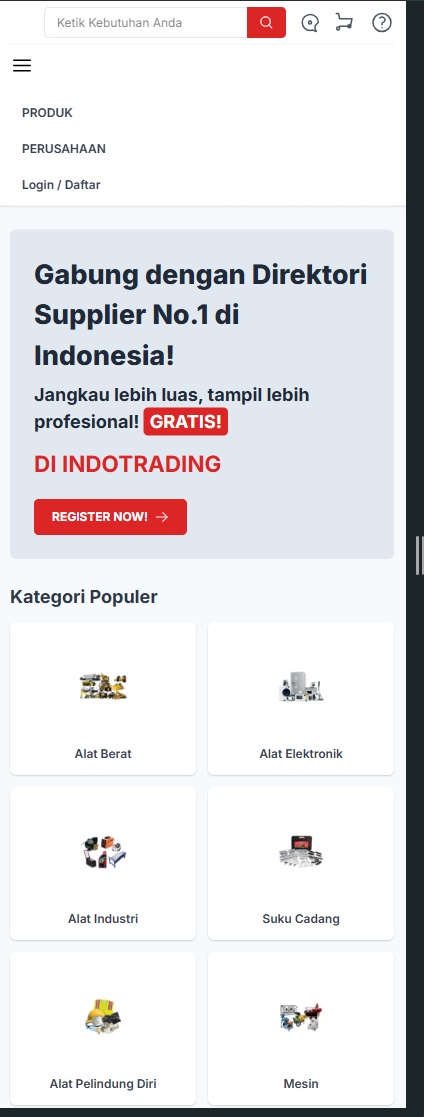 Ketik Kebutuhan Anda
PRODUK
PERUSAHAAN
Login / Daftar
Gabung dengan Direktori
Supplier No.1 di
Indonesia!
Jangkau lebih luas, tampil lebih
profesional! GRATIS!
DI INDOTRADING
REGISTER NOW!
Kategori Populer
Alat Berat
Alat Elektronik
Alat Industri
Suku Cadang
Alat Pelindung Diri
Mesin